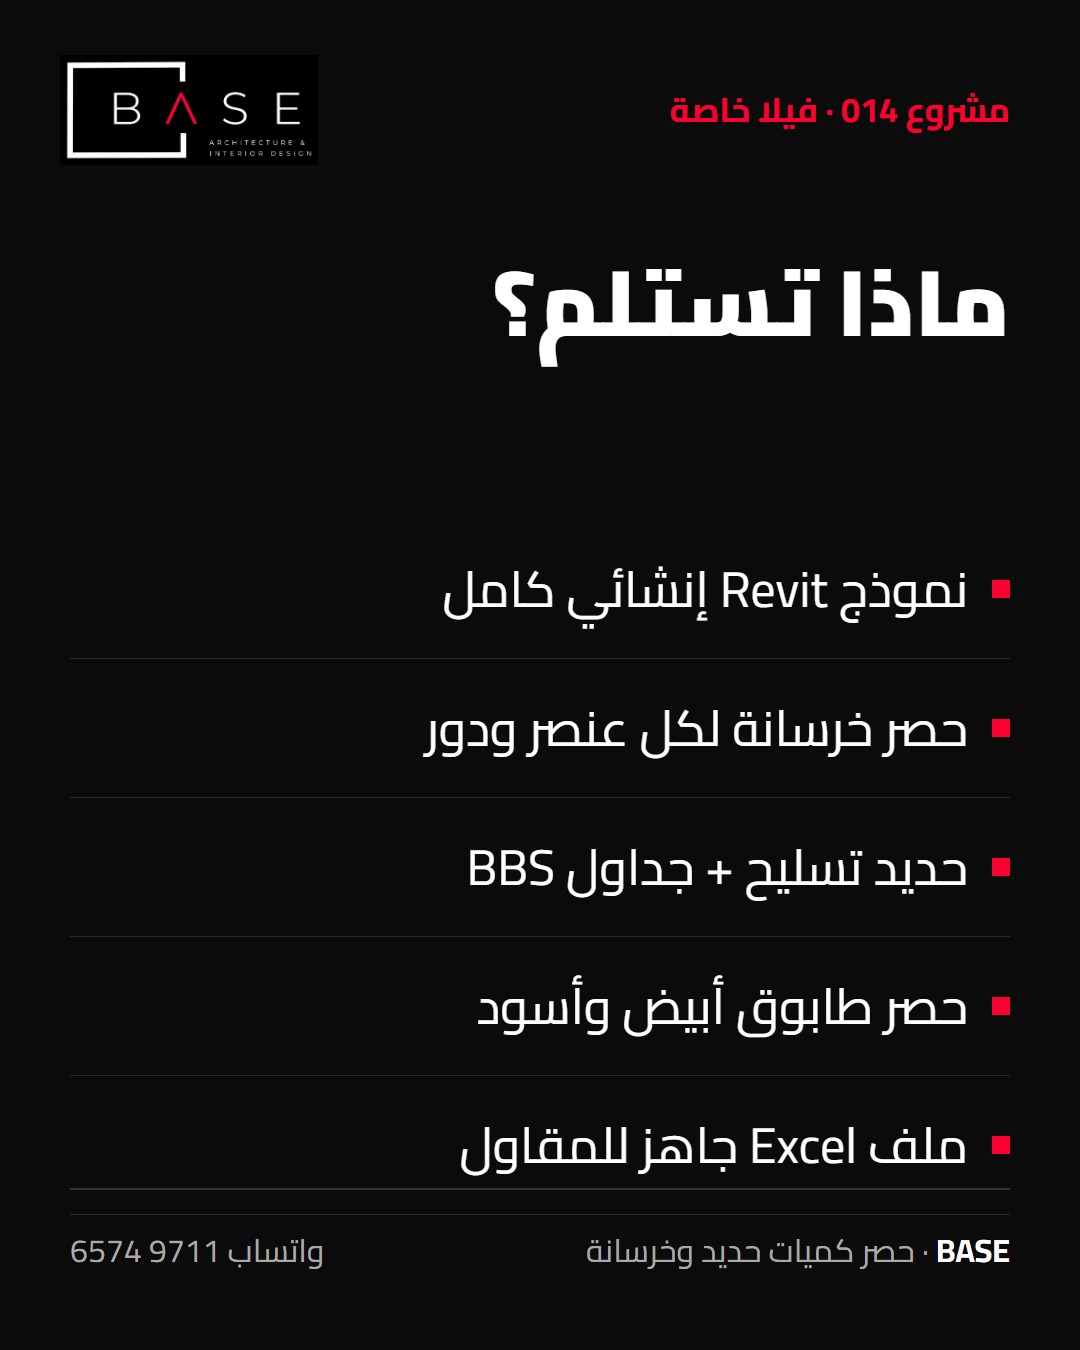 BASE
ARCHITECTURE &
INTERIOR DESIGN
مشروع 014 · فيلا خاصة
ماذا تستلم؟
نموذج Revit إنشائي كامل
حصر خرسانة لكل عنصر ودور
حديد تسليح + جداول BBS
حصر طابوق أبيض وأسود
ملف Excel جاهز للمقاول
BASE · حصر كميات حديد وخرسانة
واتساب 9711 6574